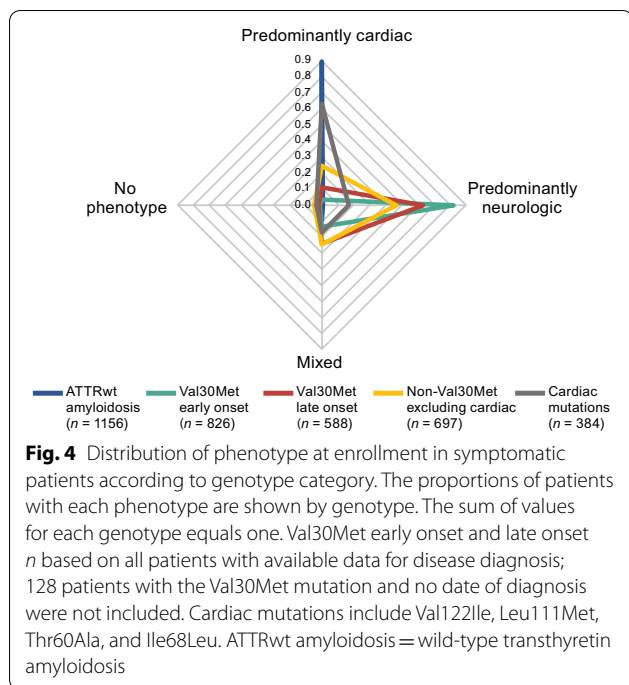 Predominantly cardiac
0.9
0.8
0.7
0.6
0.5
0.4
0.3
0.2
0.1
0.0
No
phenotype
Predominantly
neurologic
Mixed
ATTRwt
amyloidosis
(n = 1156)
Val30Met
early onset
(n = 826)
Val30Met
late onset
(n = 588)
Non-Val30Met
excluding cardiac
(n = 697)
Cardiac
mutations
(n = 384)
Fig. 4 Distribution of phenotype at enrollment in symptomatic
patients according to genotype category. The proportions of patients
with each phenotype are shown by genotype. The sum of values
for each genotype equals one. Val30Met early onset and late onset
n based on all patients with available data for disease diagnosis;
128 patients with the Val30Met mutation and no date of diagnosis
were not included. Cardiac mutations include Val122Ile, Leu111Met,
Thr60Ala, and Ile68Leu. ATTRwt amyloidosis = wild-type transthyretin
amyloidosis